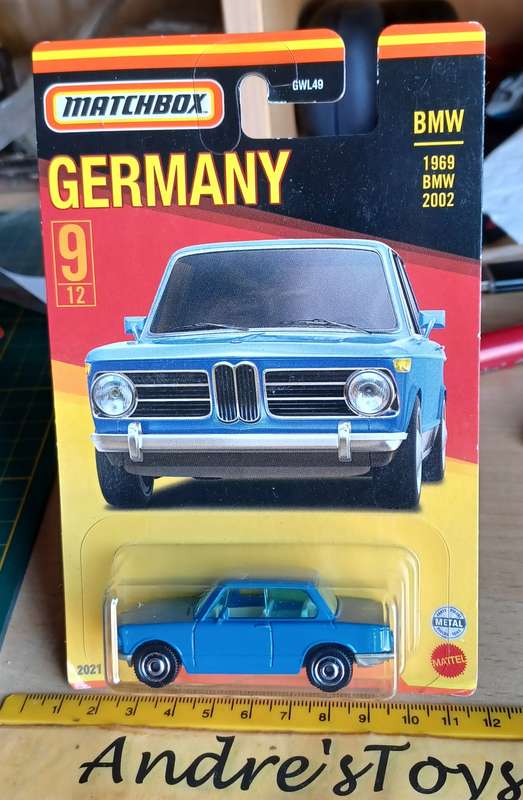 MATCHBOX
GWL49
GERMANY
BMW
1969
BMW
2002
9
12
METAL
MATTEL
2021
1 2 3 4 5 6 7 8 9 10 11 12
Andre'sToys